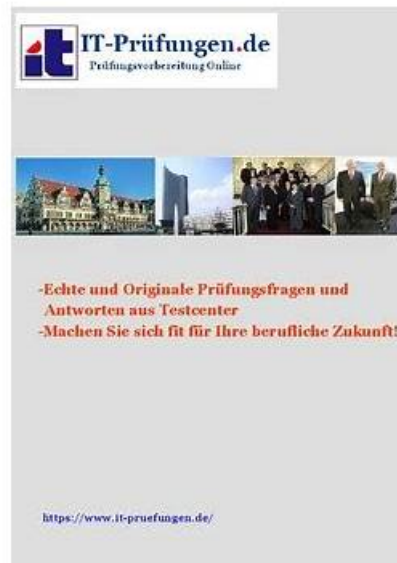 it IT-Prüfungen.de
Prüfungsvorbereitung Online
-Echte und Originale Prüfungsfragen und
Antworten aus Testcenter
-Machen Sie sich fit für Ihre berufliche Zukunft!
https://www.it-pruefungen.de/